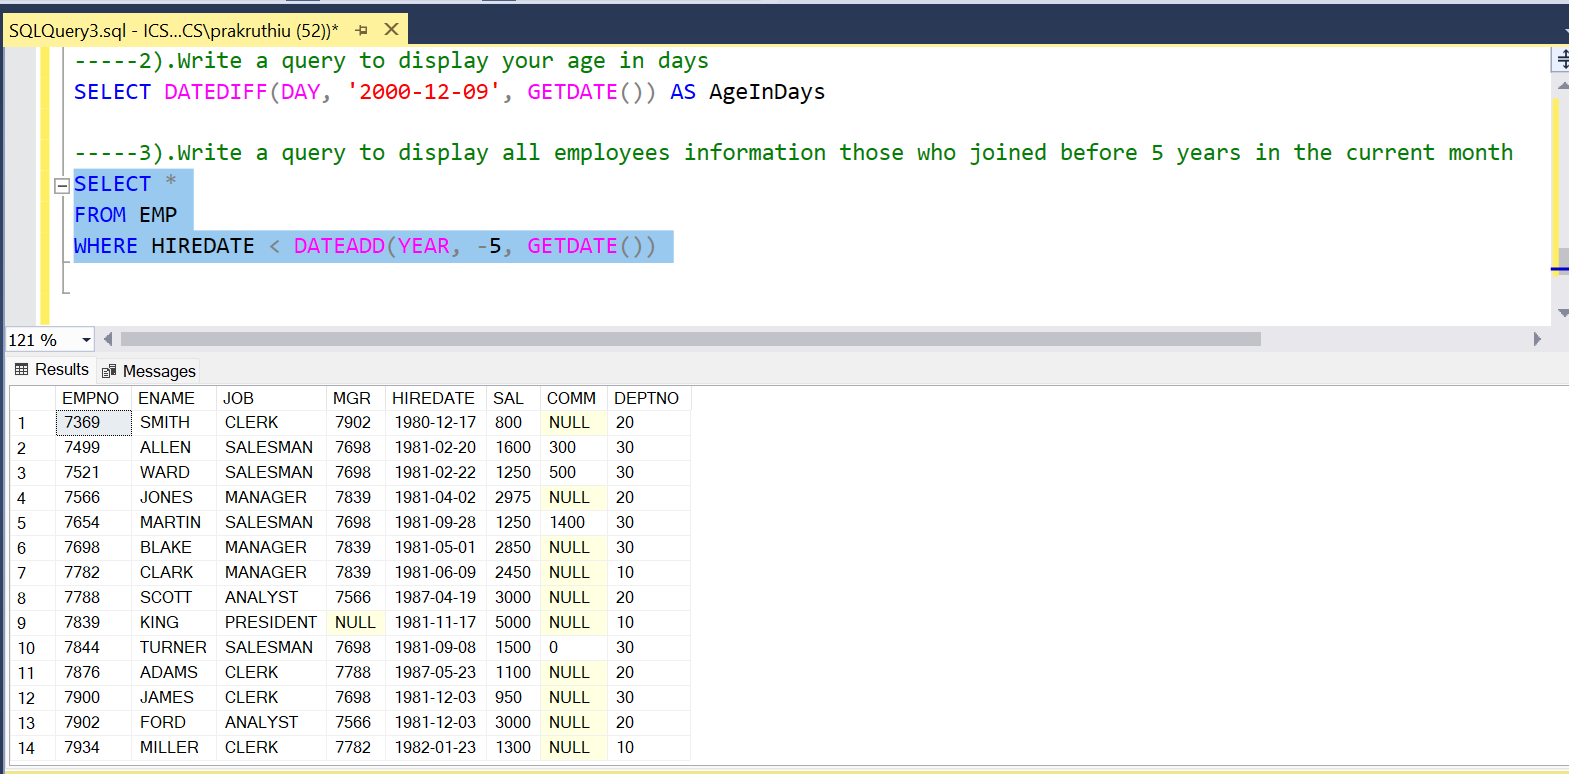 SQLQuery3.sql - ICS...CS\prakruthiu (52))*
-----2).Write a query to display your age in days
SELECT DATEDIFF(DAY, '2000-12-09', GETDATE()) AS AgeInDays
-----3).Write a query to display all employees information those who joined before 5 years in the current month
SELECT *
FROM EMP
WHERE HIREDATE < DATEADD(YEAR, -5, GETDATE())
121 %
Results Messages
EMPNO ENAME JOB MGR HIREDATE SAL COMM DEPTNO
1 7369 SMITH CLERK 7902 1980-12-17 800 NULL 20
2 7499 ALLEN SALESMAN 7698 1981-02-20 1600 300 30
3 7521 WARD SALESMAN 7698 1981-02-22 1250 500 30
4 7566 JONES MANAGER 7839 1981-04-02 2975 NULL 20
5 7654 MARTIN SALESMAN 7698 1981-09-28 1250 1400 30
6 7698 BLAKE MANAGER 7839 1981-05-01 2850 NULL 30
7 7782 CLARK MANAGER 7839 1981-06-09 2450 NULL 10
8 7788 SCOTT ANALYST 7566 1987-04-19 3000 NULL 20
9 7839 KING PRESIDENT NULL 1981-11-17 5000 NULL 10
10 7844 TURNER SALESMAN 7698 1981-09-08 1500 0 30
11 7876 ADAMS CLERK 7788 1987-05-23 1100 NULL 20
12 7900 JAMES CLERK 7698 1981-12-03 950 NULL 30
13 7902 FORD ANALYST 7566 1981-12-03 3000 NULL 20
14 7934 MILLER CLERK 7782 1982-01-23 1300 NULL 10